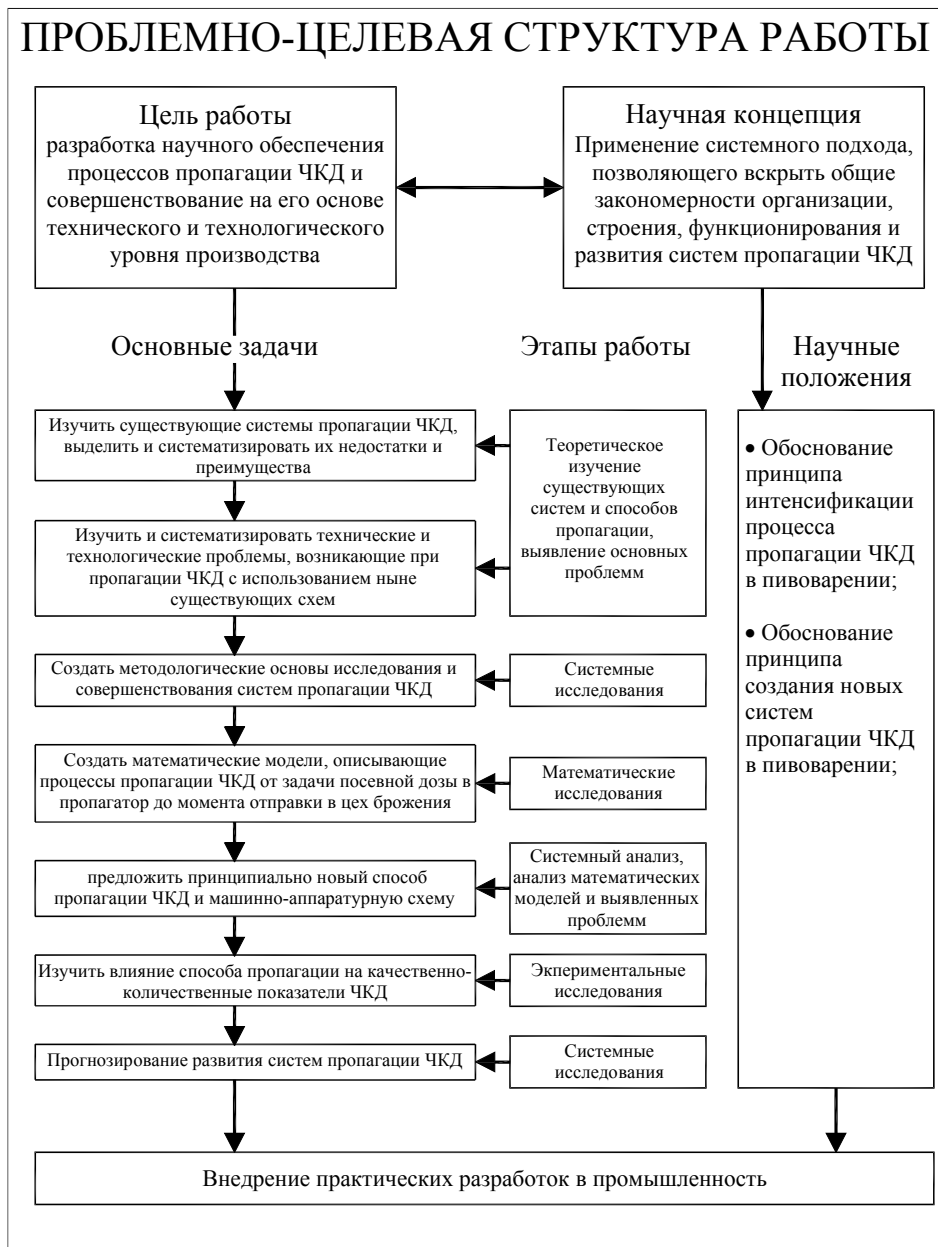 ПРОБЛЕМНО-ЦЕЛЕВАЯ СТРУКТУРА РАБОТЫ
Цель работы
разработка научного обеспечения
процессов пропагации ЧКД и
совершенствование на его основе
технического и технологического
уровня производства
Научная концепция
Применение системного подхода,
позволяющего вскрыть общие
закономерности организации,
строения, функционирования и
развития систем пропагации ЧКД
Основные задачи
Этапы работы
Научные
положения
Изучить существующие системы пропагации ЧКД,
выделить и систематизировать их недостатки и
преимущества
Изучить и систематизировать технические и
технологические проблемы, возникающие при
пропагации ЧКД с использованием ныне
существующих схем
Теоретическое
изучение
существующих
систем и способов
пропагации,
выявление основных
проблемм
Создать методологические основы исследования и
совершенствования систем пропагации ЧКД
Системные
исследования
Создать математические модели, описывающие
процессы пропагации ЧКД от задачи посевной дозы в
пропагатор до момента отправки в цех брожения
Математические
исследования
предложить принципиально новый способ
пропагации ЧКД и машинно-аппаратурную схему
Системный анализ,
анализ математических
моделей и выявленных
проблемм
Изучить влияние способа пропагации на качественно-
количественные показатели ЧКД
Экпериментальные
исследования
Прогнозирование развития систем пропагации ЧКД
Системные
исследования
• Обоснование
принципа
интенсификации
процесса
пропагации ЧКД
в пивоварении;
• Обоснование
принципа
создания новых
систем
пропагации ЧКД
в пивоварении;
Внедрение практических разработок в промышленность